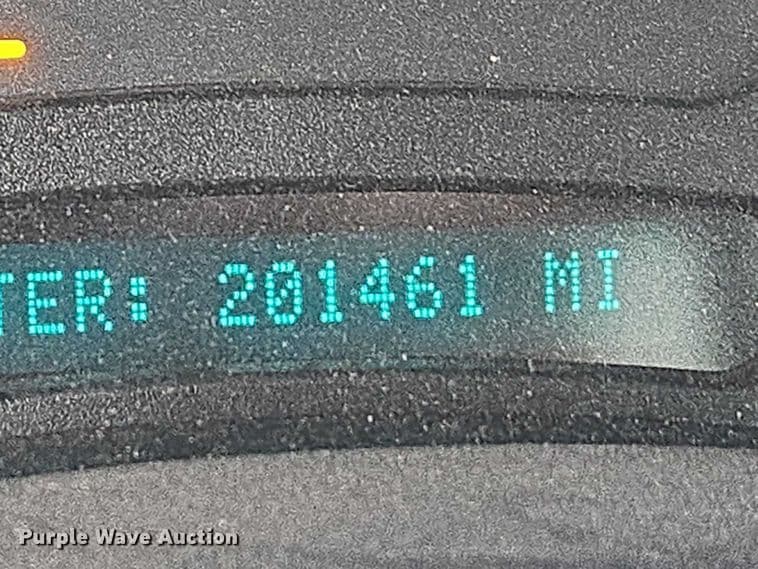 TER: 201461 MI
Purple Wave Auction